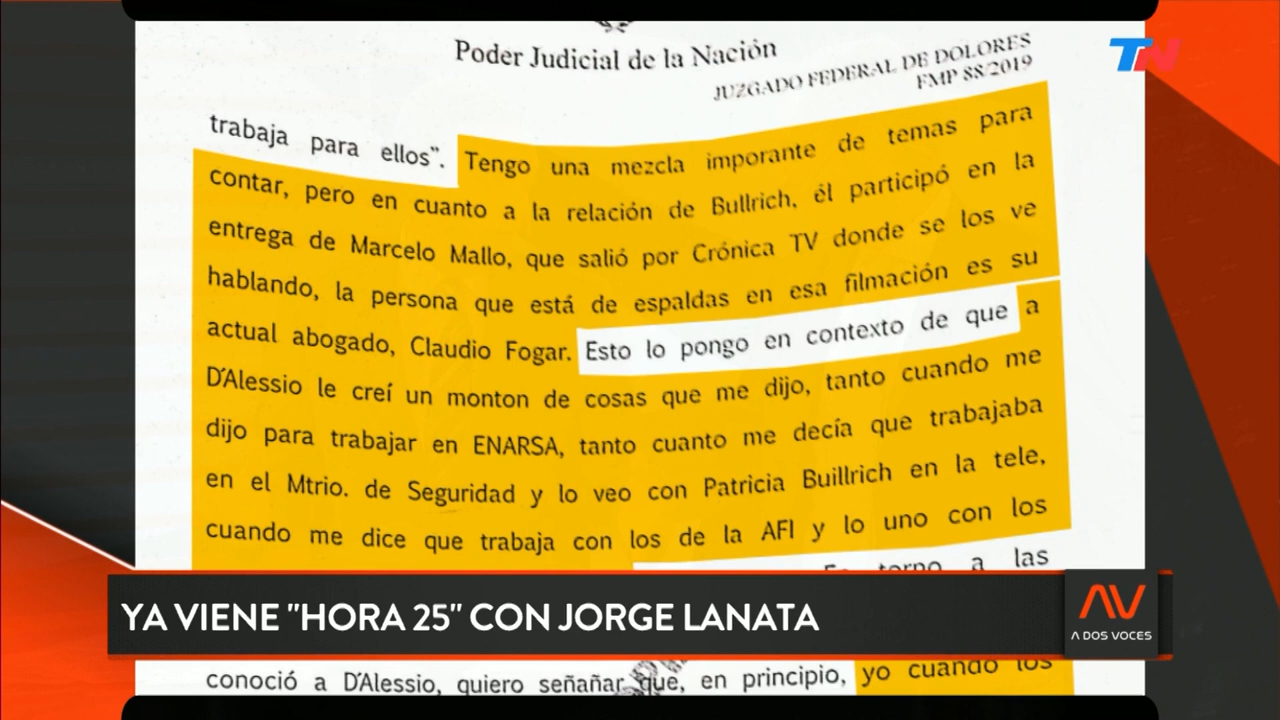 Poder Judicial de la Nación
JUZGADO FEDERAL DE DOLORES
FMP 88/2019
TN
trabaja para ellos”. Tengo una mezcla imporante de temas para
contar, pero en cuanto a la relación de Bullrich, él participó en la
entrega de Marcelo Mallo, que salió por Crónica TV donde se los ve
hablando, la persona que está de espaldas en esa filmación es su
actual abogado, Claudio Fogar. Esto lo pongo en contexto de que a
D'Alessio le creí un monton de cosas que me dijo, tanto cuando me
dijo para trabajar en ENARSA, tanto cuanto me decía que trabajaba
en el Mtrio. de Seguridad y lo veo con Patricia Buillrich en la tele,
cuando me dice que trabaja con los de la AFI y lo uno con los
torno a las
YA VIENE "HORA 25" CON JORGE LANATA
AV
A DOS VOCES
conoció a D'Alessio, quiero señañar que, en principio, yo cuando los